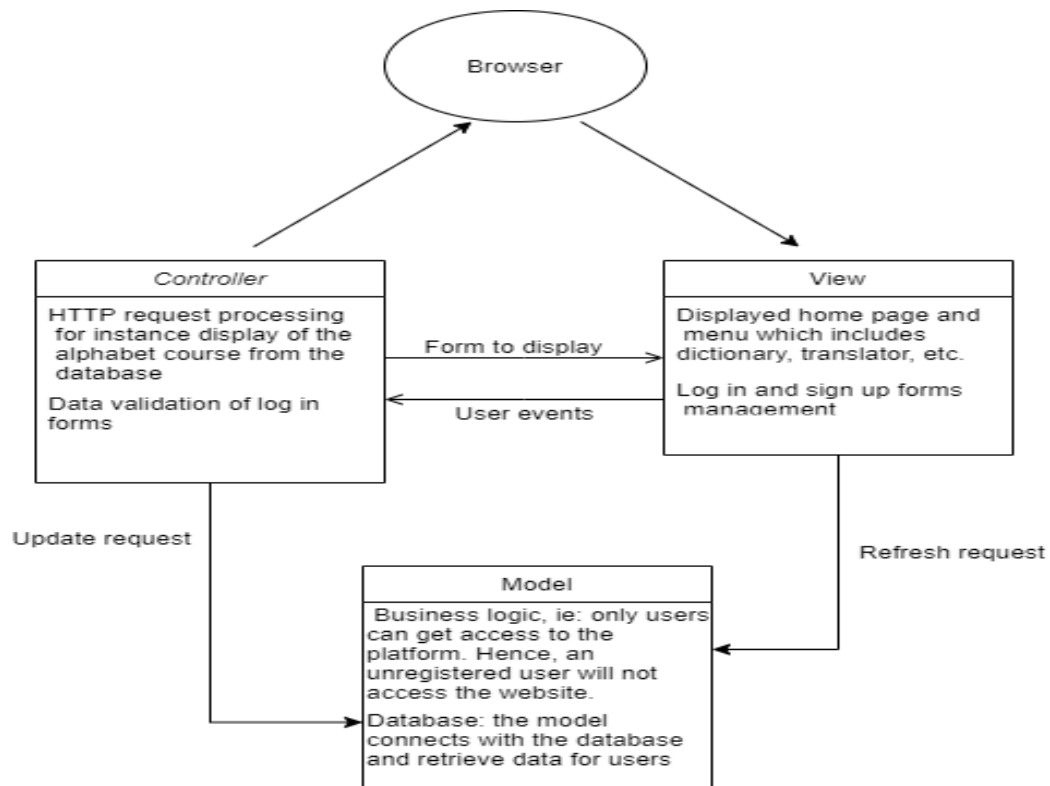 Browser
Controller
HTTP request processing
for instance display of the
alphabet course from the
database
Data validation of log in
forms
Form to display
User events
View
Displayed home page and
menu which includes
dictionary, translator, etc.
Log in and sign up forms
management
Update request
Refresh request
Model
Business logic, ie: only users
can get access to the
platform. Hence, an
unregistered user will not
access the website.
Database: the model
connects with the database
and retrieve data for users